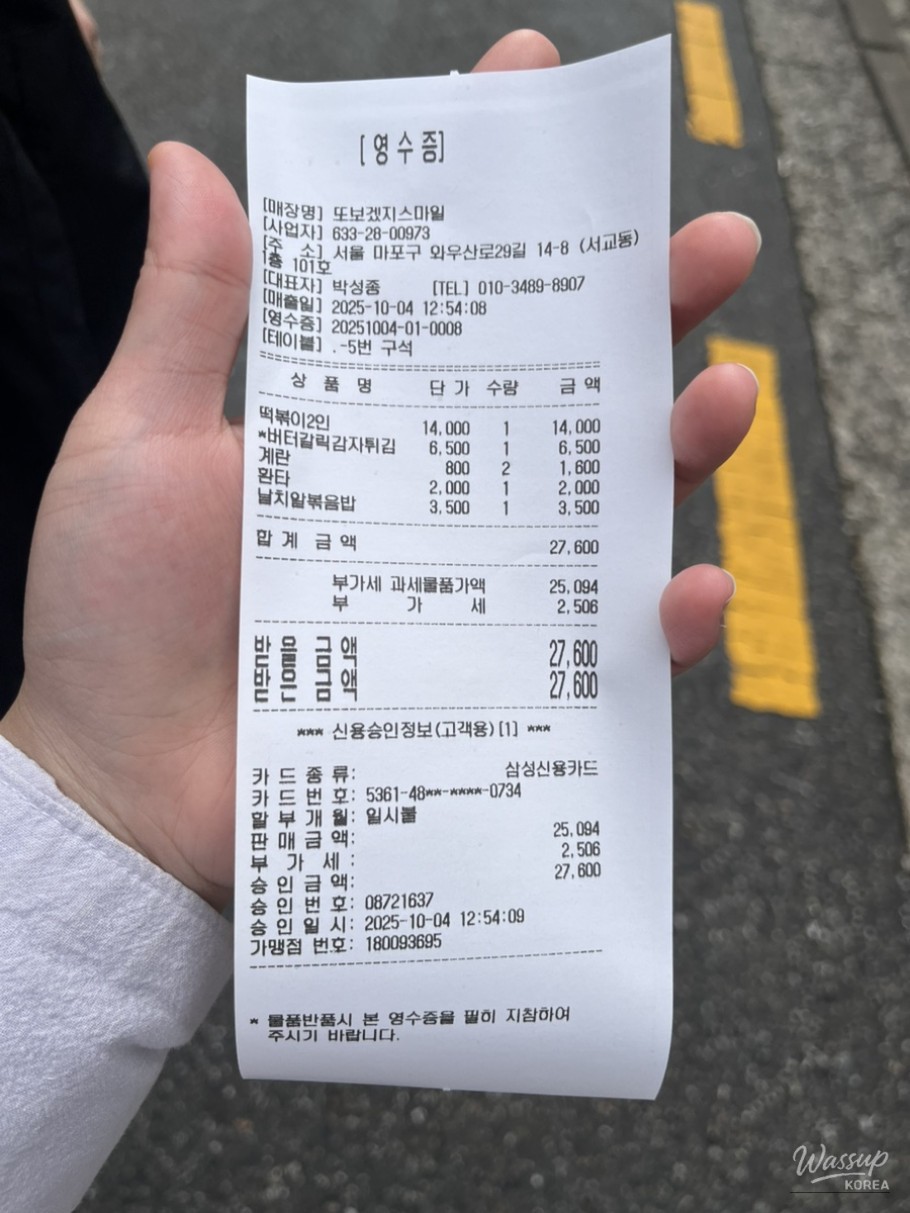 [영수증]
[매장명] 또보겠지스마일
[사업자] 633-28-00973
[주 소] 서울 마포구 와우산로29길 14-8 (서교동)
1층 101호
[대표자] 박성종 [TEL] 010-3489-8907
[매출일] 2025-10-04 12:54:08
[영수증] 20251004-01-0008
[테이블] .-5번 구석
상 품 명 단 가 수량 금 액
떡볶이2인 14,000 1 14,000
*버터갈릭감자튀김 6,500 1 6,500
계란 800 2 1,600
환타 2,000 1 2,000
날치알볶음밥 3,500 1 3,500
합 계 금 액 27,600
부가세 과세물품가액 25,094
부 가 세 2,506
받 을 금 액 27,600
받 은 금 액 27,600
*** 신용승인정보(고객용)[1] ***
카 드 종 류: 삼성신용카드
카 드 번 호: 5361-48**-****-0734
할 부 개 월: 일시불
판 매 금 액: 25,094
부 가 세 : 2,506
승 인 금 액: 27,600
승 인 번 호: 08721637
승 인 일 시: 2025-10-04 12:54:09
가맹점 번호: 180093695
* 물품반품시 본 영수증을 필히 지참하여
주시기 바랍니다.
Wassup
KOREA